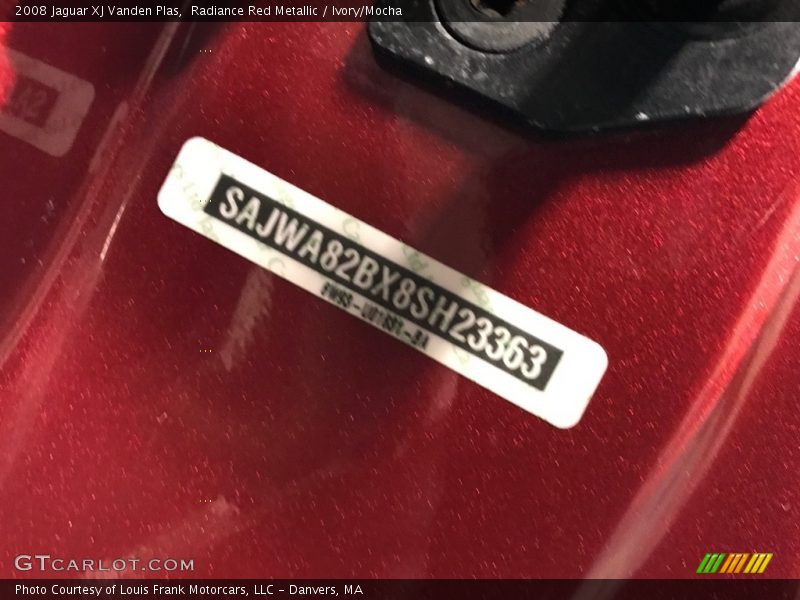 2008 Jaguar XJ Vanden Plas,  Radiance Red Metallic / Ivory/Mocha
SAJWA82BX8SH23363
GTcarlot.com
Photo Courtesy of Louis Frank Motorcars, LLC – Danvers, MA